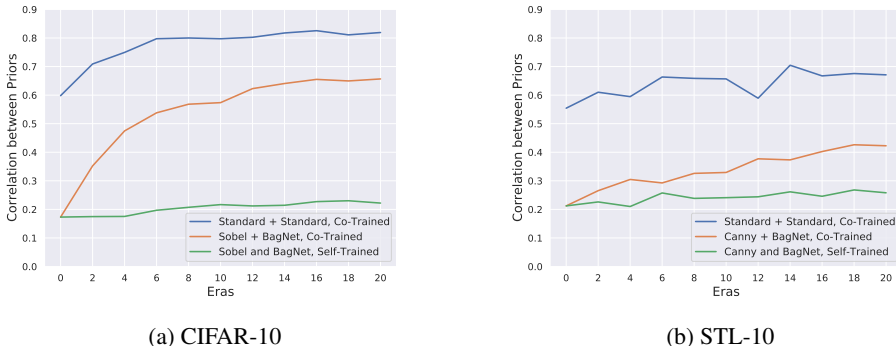 0.9
0.8
0.7
0.6
0.5
0.4
0.3
0.2
0.1
0.0
Correlation between Priors
Standard + Standard, Co-Trained
Sobel + BagNet, Co-Trained
Sobel and BagNet, Self-Trained
0 2 4 6 8 10 12 14 16 18 20
Eras
(a) CIFAR-10
0.9
0.8
0.7
0.6
0.5
0.4
0.3
0.2
0.1
0.0
Correlation between Priors
Standard + Standard, Co-Trained
Canny + BagNet, Co-Trained
Canny and BagNet, Self-Trained
0 2 4 6 8 10 12 14 16 18 20
Eras
(b) STL-10